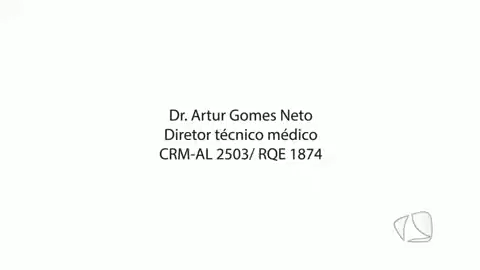 Dr. Artur Gomes Neto
Diretor técnico médico
CRM-AL 2503/ RQE 1874